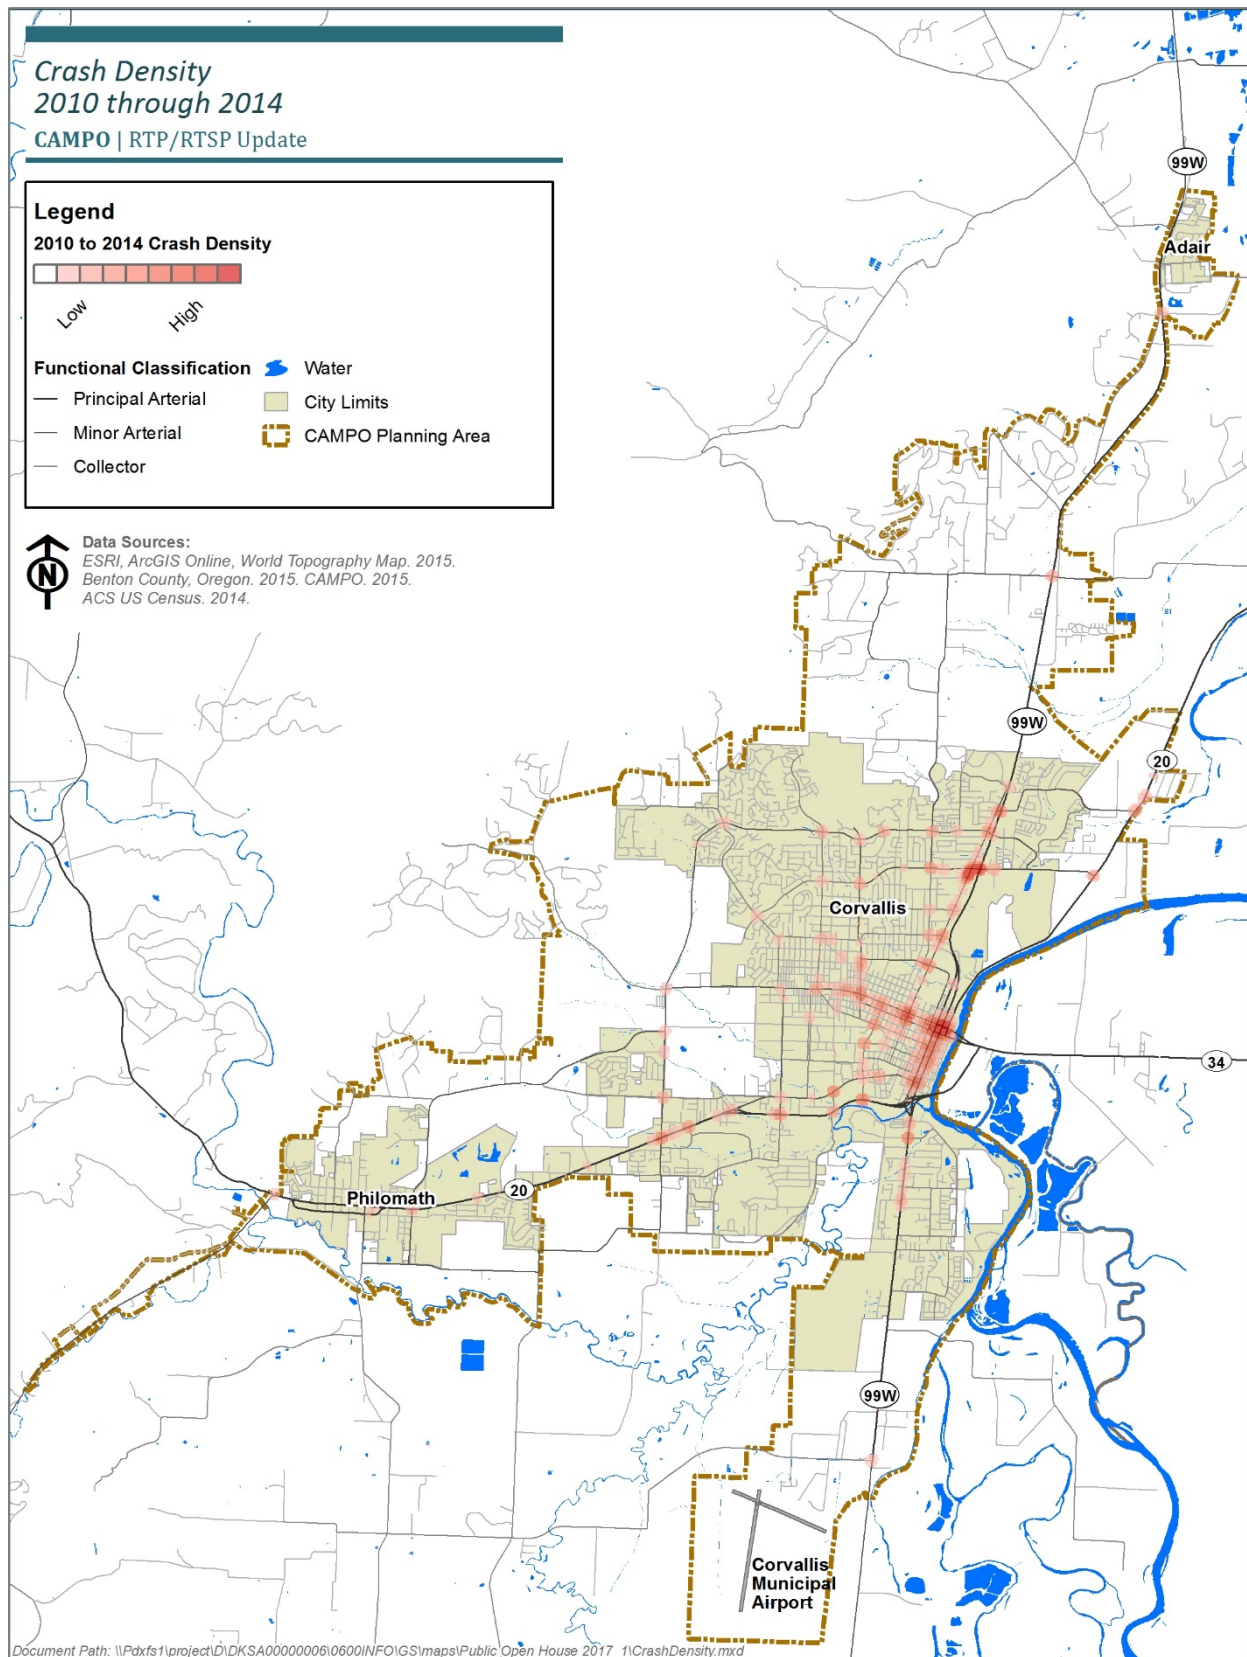 Crash Density
2010 through 2014
CAMPO | RTP/RTSP Update
Legend
2010 to 2014 Crash Density
Low
High
Functional Classification
Principal Arterial
Minor Arterial
Collector
Water
City Limits
CAMPO Planning Area
N
Data Sources:
ESRI, ArcGIS Online, World Topography Map. 2015.
Benton County, Oregon. 2015. CAMPO. 2015.
ACS US Census. 2014.
99W
Adair
99W
20
Corvallis
34
Philomath
20
99W
Corvallis
Municipal
Airport
Document Path: \\Pdxfs1\project\D\DKSA00000006\0600INFO\GS\maps\Public Open House 2017_1\CrashDensity.mxd